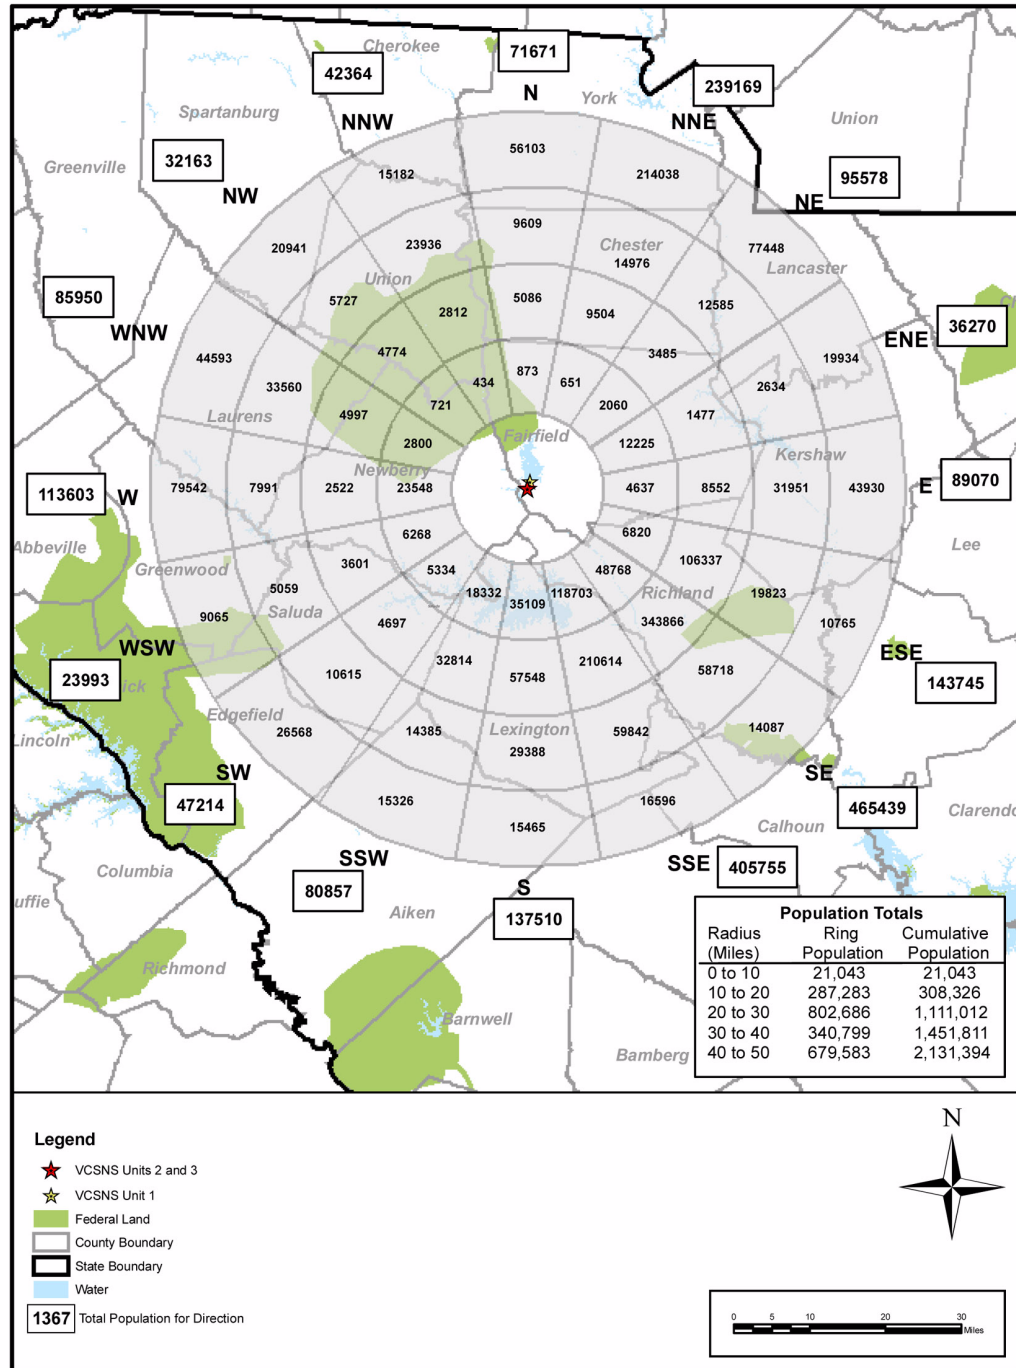 Cherokee
71671
42364
N
York
239169
Spartanburg
NNW
NNE
Union
32163
56103
Greenville
15182
214038
95578
NW
NE
9609
20941
23936
Chester
14976
77448
Lancaster
Union
85950
5727
2812
5086
9504
12585
WNW
ENE
36270
44593
4774
3485
19934
33560
434
873
651
2634
Laurens
4997
721
2060
1477
2800
Fairfield
12225
Kershaw
Newberry
113603
W
79542
7991
2522
23548
4637
8552
31951
43930
E
89070
6268
6820
Abbeville
Lee
3601
5334
48768
106337
Greenwood
5059
18332
35109
118703
Richland
19823
Saluda
9065
4697
343866
10765
WSW
ESE
32814
210614
23993
ick
10615
57548
58718
143745
Edgefield
Lincoln
26568
14385
Lexington
59842
14087
29388
SW
SE
47214
15326
16596
465439
15465
Calhoun
Clarendo
SSW
SSE
Columbia
405755
80857
S
uffie
Aiken
137510
Richmond
Barnwell
Bamberg
Population Totals
Radius (Miles) Ring Population Cumulative Population
0 to 10 21,043 21,043
10 to 20 287,283 308,326
20 to 30 802,686 1,111,012
30 to 40 340,799 1,451,811
40 to 50 679,583 2,131,394
Legend
VCSNS Units 2 and 3
VCSNS Unit 1
Federal Land
County Boundary
State Boundary
Water
1367 Total Population for Direction
N
0 5 10 20 30
Miles